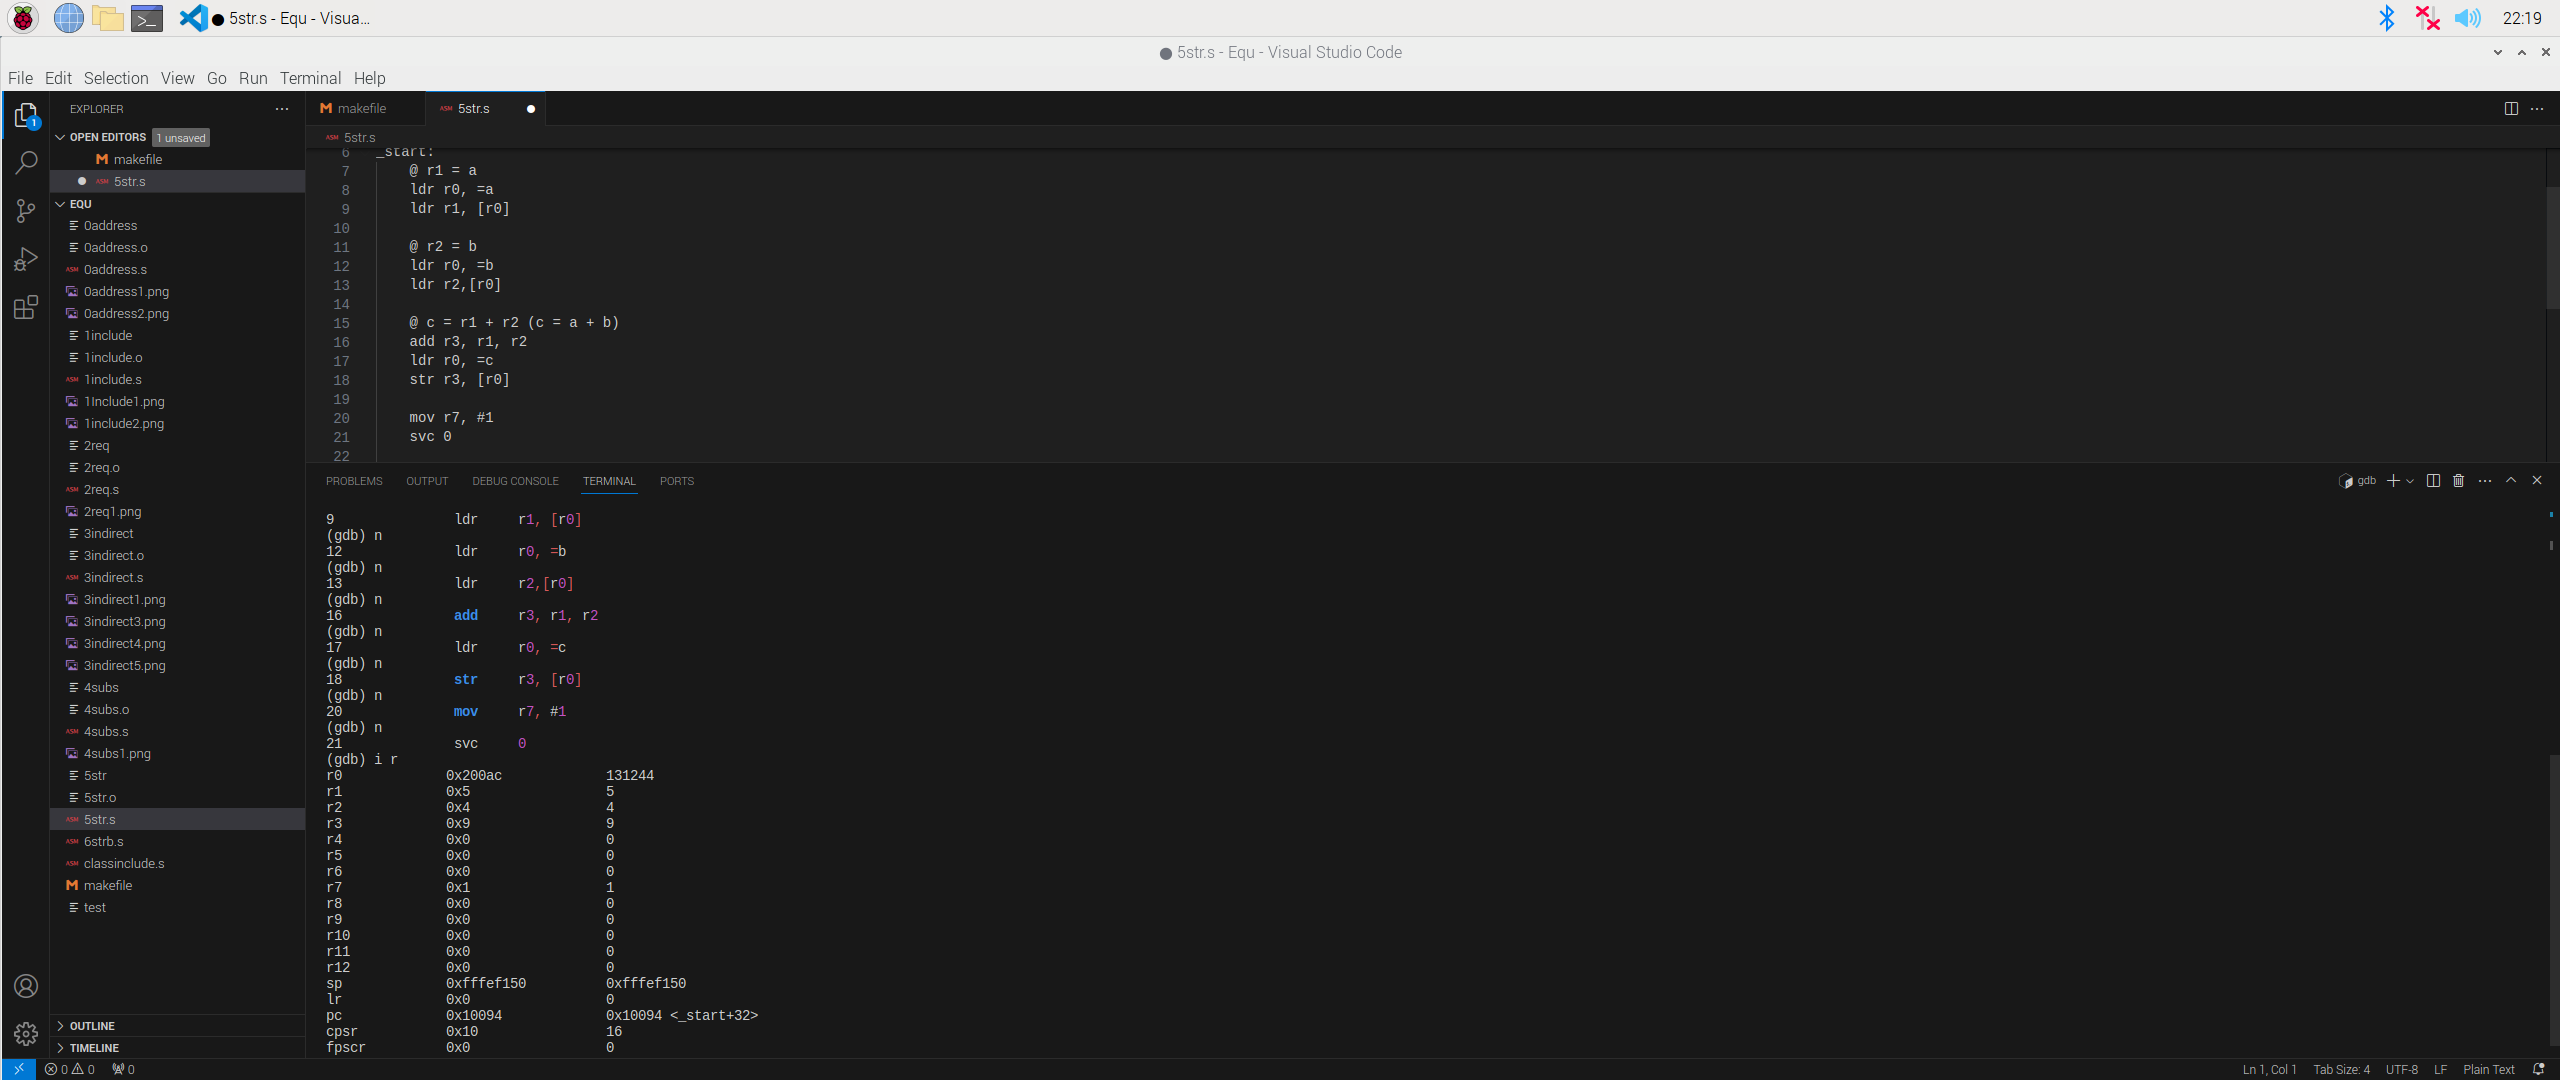 5str.s - Equ - Visua...
22:19
5str.s - Equ - Visual Studio Code
File Edit Selection View Go Run Terminal Help
EXPLORER
OPEN EDITORS 1 unsaved
makefile
5str.s
EQU
0address
0address.o
0address.s
0address1.png
0address2.png
1include
1include.o
1include.s
1Include1.png
1include2.png
2req
2req.o
2req.s
2req1.png
3indirect
3indirect.o
3indirect.s
3indirect1.png
3indirect3.png
3indirect4.png
3indirect5.png
4subs
4subs.o
4subs.s
4subs1.png
5str
5str.o
5str.s
6strb.s
classinclude.s
makefile
test
OUTLINE
TIMELINE
makefile
5str.s
5str.s
6 _start:
7 @ r1 = a
8 ldr r0, =a
9 ldr r1, [r0]
10
11 @ r2 = b
12 ldr r0, =b
13 ldr r2,[r0]
14
15 @ c = r1 + r2 (c = a + b)
16 add r3, r1, r2
17 ldr r0, =c
18 str r3, [r0]
19
20 mov r7, #1
21 svc 0
22
PROBLEMS OUTPUT DEBUG CONSOLE TERMINAL PORTS
gdb
9 ldr r1, [r0]
(gdb) n
12 ldr r0, =b
(gdb) n
13 ldr r2,[r0]
(gdb) n
16 add r3, r1, r2
(gdb) n
17 ldr r0, =c
(gdb) n
18 str r3, [r0]
(gdb) n
20 mov r7, #1
(gdb) n
21 svc 0
(gdb) i r
r0 0x200ac 131244
r1 0x5 5
r2 0x4 4
r3 0x9 9
r4 0x0 0
r5 0x0 0
r6 0x0 0
r7 0x1 1
r8 0x0 0
r9 0x0 0
r10 0x0 0
r11 0x0 0
r12 0x0 0
sp 0xfffef150 0xfffef150
lr 0x0 0
pc 0x10094 0x10094 <_start+32>
cpsr 0x10 16
fpscr 0x0 0
0 0 0
Ln 1, Col 1 Tab Size: 4 UTF-8 LF Plain Text